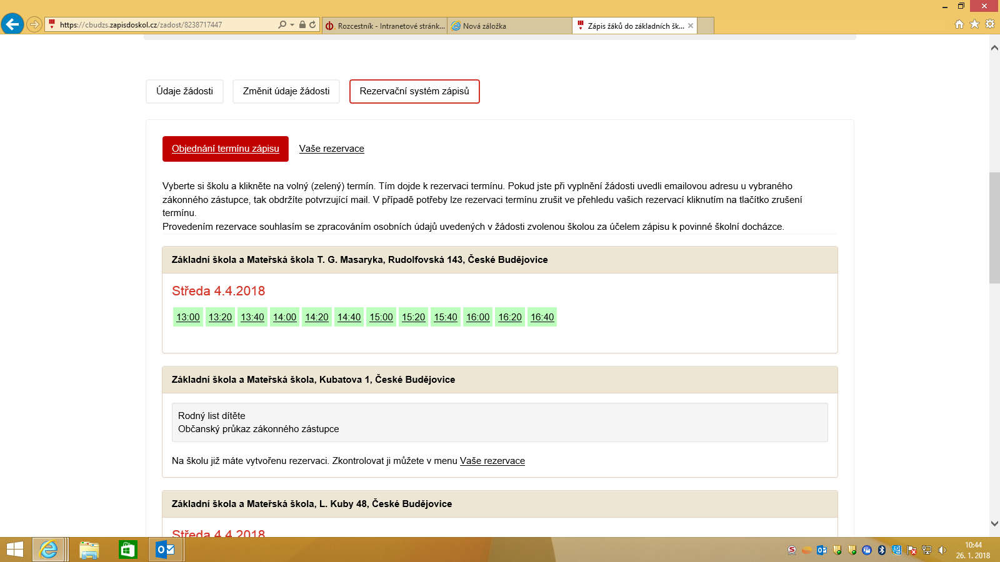 https://cbudzs.zapisdoskol.cz/zadost/8238717447
Rozcestník - Intranetové stránk...
Nová záložka
Zápis žáků do základních šk...
Údaje žádosti
Změnit údaje žádosti
Rezervační systém zápisů
Objednání termínu zápisu
Vaše rezervace
Vyberte si školu a klikněte na volný (zelený) termín. Tím dojde k rezervaci termínu. Pokud jste při vyplnění žádosti uvedli emailovou adresu u vybraného
zákonného zástupce, tak obdržíte potvrzující mail. V případě potřeby lze rezervaci termínu zrušit ve přehledu vašich rezervací kliknutím na tlačítko zrušení
termínu.
Provedením rezervace souhlasím se zpracováním osobních údajů uvedených v žádosti zvolenou školou za účelem zápisu k povinné školní docházce.
Základní škola a Mateřská škola T. G. Masaryka, Rudolfovská 143, České Budějovice
Středa 4.4.2018
13:00 13:20 13:40 14:00 14:20 14:40 15:00 15:20 15:40 16:00 16:20 16:40
Základní škola a Mateřská škola, Kubatova 1, České Budějovice
Rodný list dítěte
Občanský průkaz zákonného zástupce
Na školu již máte vytvořenu rezervaci. Zkontrolovat ji můžete v menu Vaše rezervace
Základní škola a Mateřská škola, L. Kuby 48, České Budějovice
Středa 4.4.2018
10:44
26. 1. 2018